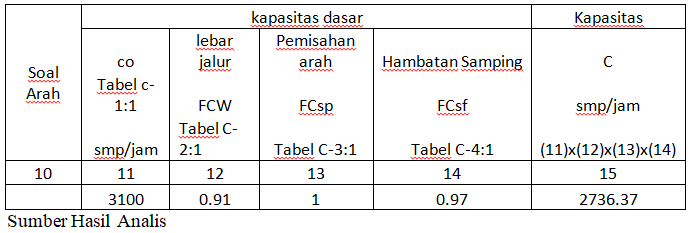 kapasitas dasar
Kapasitas
Soal
Arah
co
Tabel c-
1:1
smp/jam
lebar
jalur
FCW
Tabel C-
2:1
Pemisahan
arah
FCsp
Tabel C-3:1
Hambatan Samping
FCsf
Tabel C-4:1
C
smp/jam
(11)x(12)x(13)x(14)
10 11 12 13 14 15
3100 0.91 1 0.97 2736.37
Sumber Hasil Analis